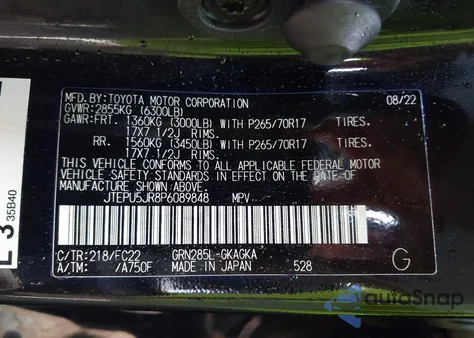 MFD. BY: TOYOTA MOTOR CORPORATION 08/22
GVWR: 2855KG (6300LB)
GAWR: FRT. 1360KG (3000LB) WITH P265/70R17 TIRES.
17X7 1/2J RIMS.
RR. 1560KG (3450LB) WITH P265/70R17 TIRES.
17X7 1/2J RIMS.
THIS VEHICLE CONFORMS TO ALL APPLICABLE FEDERAL MOTOR
VEHICLE SAFETY STANDARDS IN EFFECT ON THE DATE OF
MANUFACTURE SHOWN ABOVE.
JTEPU5JR8P6089848 MPV
C/TR: 218/FC22 GRN285L-GKAGKA
A/TM: /A750F MADE IN JAPAN 528 G
3
35B40
autoSnap